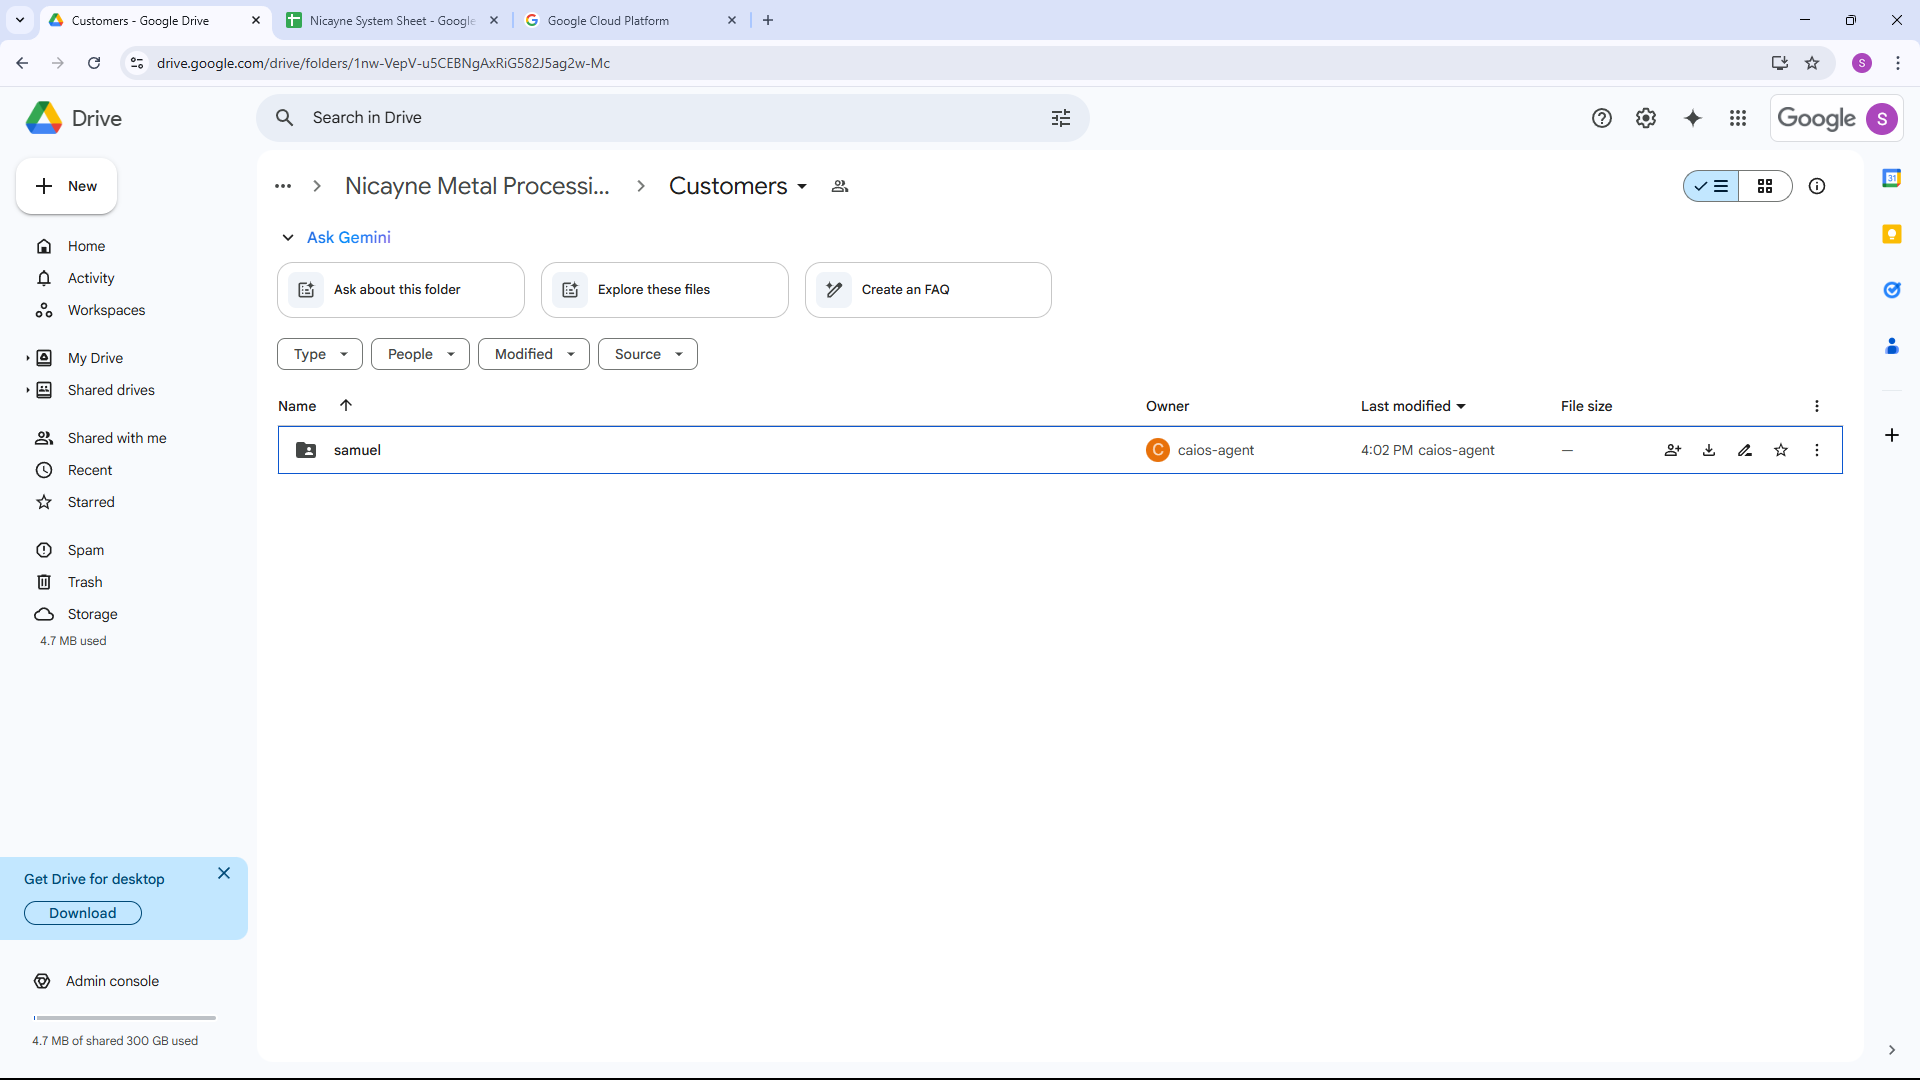 Customers - Google Drive
Nicayne System Sheet - Google
Google Cloud Platform
drive.google.com/drive/folders/1nw-VepV-u5CEBNgAxRiG582J5ag2w-Mc
S
Drive
Search in Drive
Google
S
New
Nicayne Metal Processi...
Customers
31
Ask Gemini
Home
Activity
Workspaces
Ask about this folder
Explore these files
Create an FAQ
My Drive
Shared drives
Type
People
Modified
Source
Name
Owner
Last modified
File size
Shared with me
Recent
Starred
samuel
C
caios-agent
4:02 PM caios-agent
—
Spam
Trash
Storage
4.7 MB used
Get Drive for desktop
Download
Admin console
4.7 MB of shared 300 GB used